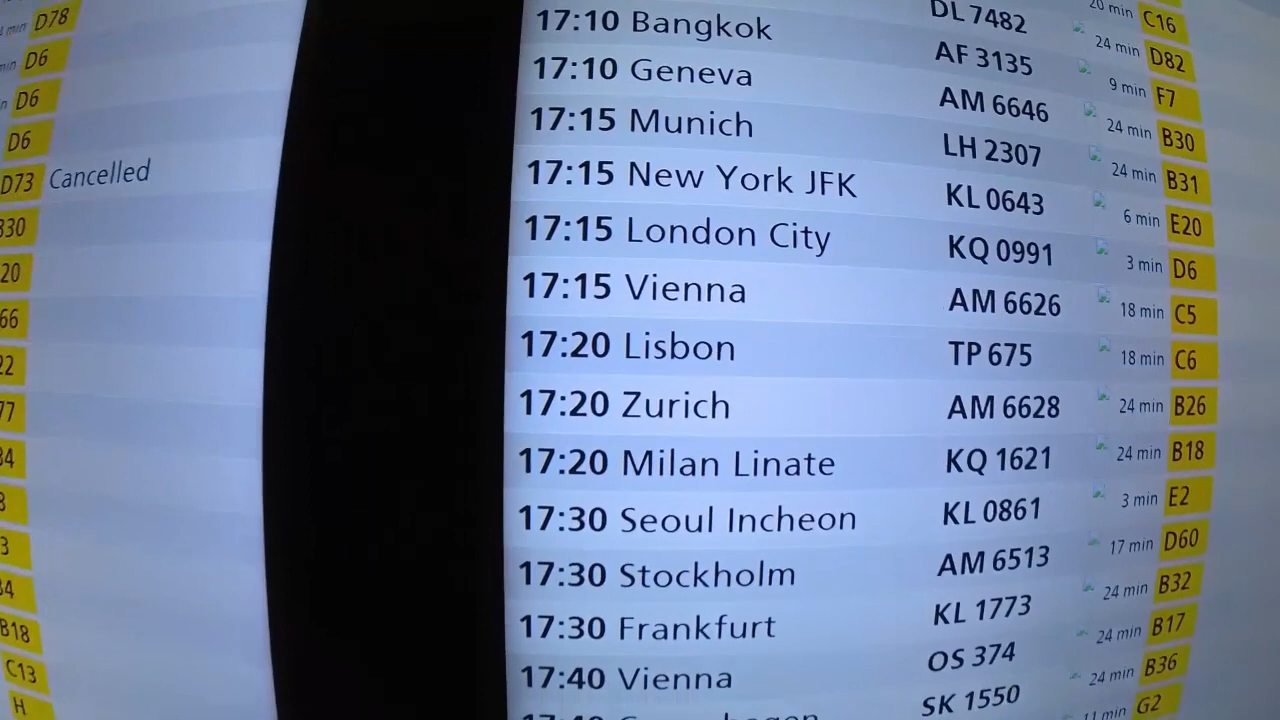 D78
D6
D6
D6
D73 Cancelled
B18
C13
H
20 min C16
DL 7482 24 min D82
17:10 Bangkok AF 3135 9 min F7
17:10 Geneva AM 6646 24 min B30
17:15 Munich LH 2307 24 min B31
17:15 New York JFK KL 0643 6 min E20
17:15 London City KQ 0991 3 min D6
17:15 Vienna AM 6626 18 min C5
17:20 Lisbon TP 675 18 min C6
17:20 Zurich AM 6628 24 min B26
17:20 Milan Linate KQ 1621 24 min B18
17:30 Seoul Incheon KL 0861 3 min E2
17:30 Stockholm AM 6513 17 min D60
17:30 Frankfurt KL 1773 24 min B32
17:40 Vienna OS 374 24 min B17
SK 1550 24 min B36
11 min G2